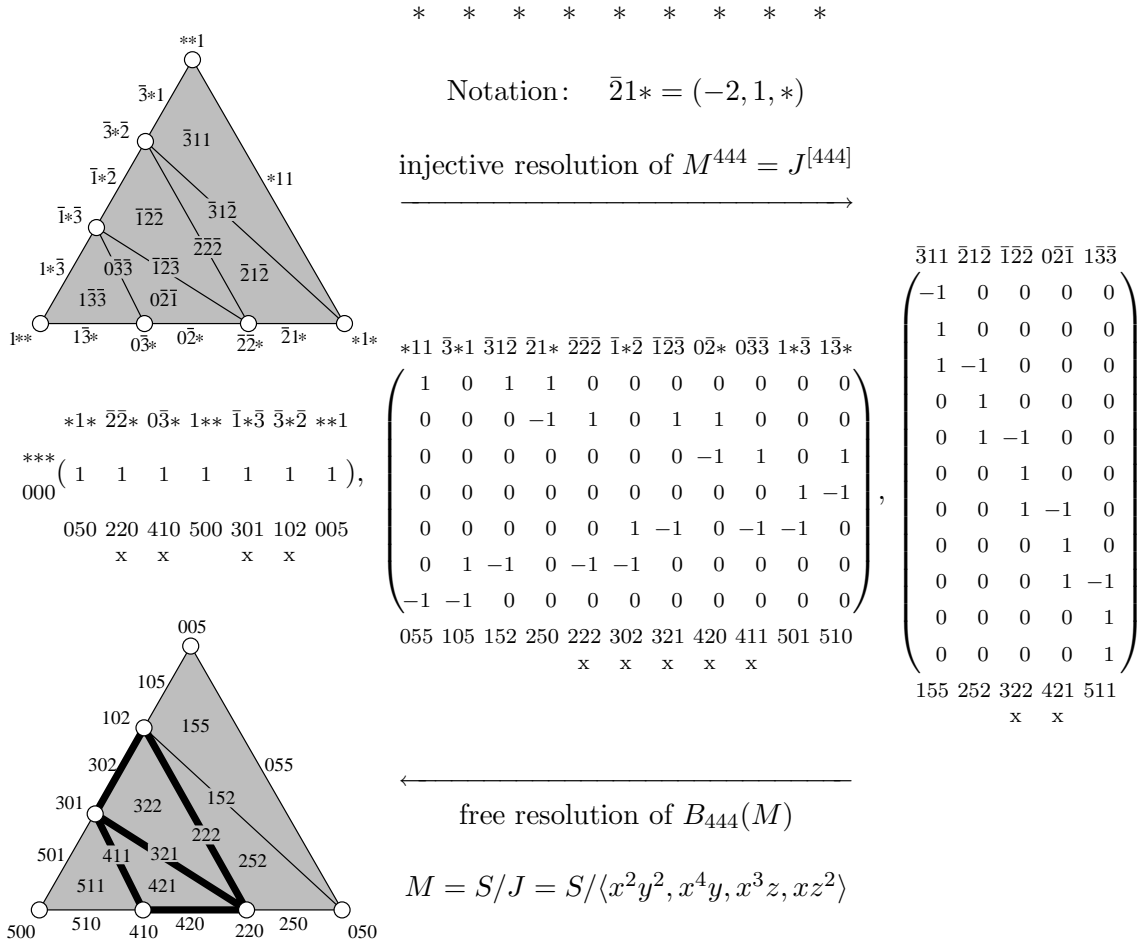 * * * * * * * * *
**1
3̄*1
Notation: 2̄1* = (−2, 1, *)
3̄*2̄ 3̄11
injective resolution of M^444 = J^[444]
1̄*2̄ *11
3̄12̄
1̄*3̄ 1̄2̄2̄
2̄2̄2̄
1*3̄ 03̄3̄ 1̄2̄3̄ 2̄12̄
13̄3̄ 02̄1̄
1** 13̄* 03̄* 02̄* 2̄2̄* 2̄1* *1*
*1* 2̄2̄* 03̄* 1** 1̄*3̄ 3̄*2̄ **1
***
000
( 1 1 1 1 1 1 1 ),
050 220 410 500 301 102 005
x x x x
*11 3̄*1 3̄12̄ 2̄1* 2̄2̄2̄ 1̄*2̄ 1̄2̄3̄ 02̄* 03̄3̄ 1*3̄ 13̄*
1 0 1 1 0 0 0 0 0 0 0
0 0 0 −1 1 0 1 1 0 0 0
0 0 0 0 0 0 0 −1 1 0 1
0 0 0 0 0 0 0 0 0 1 −1
0 0 0 0 0 1 −1 0 −1 −1 0
0 1 −1 0 −1 −1 0 0 0 0 0
−1 −1 0 0 0 0 0 0 0 0 0
,
055 105 152 250 222 302 321 420 411 501 510
x x x x x
3̄11 2̄12̄ 1̄2̄2̄ 02̄1̄ 13̄3̄
−1 0 0 0 0
1 0 0 0 0
1 −1 0 0 0
0 1 0 0 0
0 1 −1 0 0
0 0 1 0 0
0 0 1 −1 0
0 0 0 1 0
0 0 0 1 −1
0 0 0 0 1
0 0 0 0 1
155 252 322 421 511
x x
005
105
102 155
302 055
152
301 322
222
501 411 321 252
511 421
500 510 410 420 220 250 050
free resolution of B_444(M)
M = S/J = S/⟨x²y², x⁴y, x³z, xz²⟩